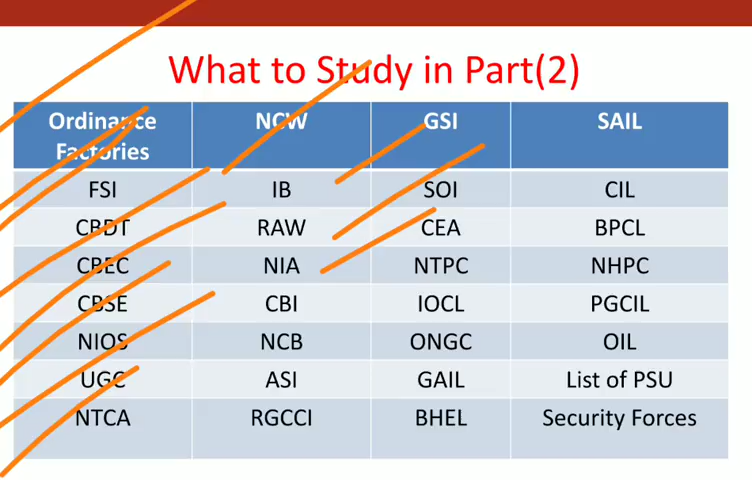 What to Study in Part(2)
Ordinance Factories NCW GSI SAIL
FSI IB SOI CIL
CBDT RAW CEA BPCL
CBEC NIA NTPC NHPC
CBSE CBI IOCL PGCIL
NIOS NCB ONGC OIL
UGC ASI GAIL List of PSU
NTCA RGCCI BHEL Security Forces